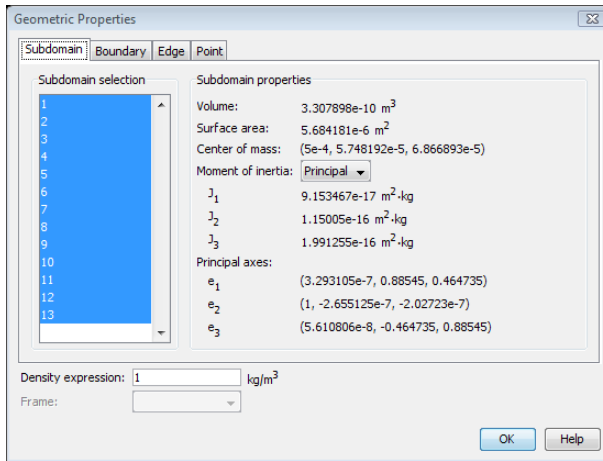 Geometric Properties
Subdomain Boundary Edge Point
Subdomain selection
1
2
3
4
5
6
7
8
9
10
11
12
13
Subdomain properties
Volume: 3.307898e-10 m³
Surface area: 5.684181e-6 m²
Center of mass: (5e-4, 5.748192e-5, 6.866893e-5)
Moment of inertia: Principal
J₁ 9.153467e-17 m²·kg
J₂ 1.15005e-16 m²·kg
J₃ 1.991255e-16 m²·kg
Principal axes:
e₁ (3.293105e-7, 0.88545, 0.464735)
e₂ (1, -2.655125e-7, -2.02723e-7)
e₃ (5.610806e-8, -0.464735, 0.88545)
Density expression: 1 kg/m³
Frame:
OK Help